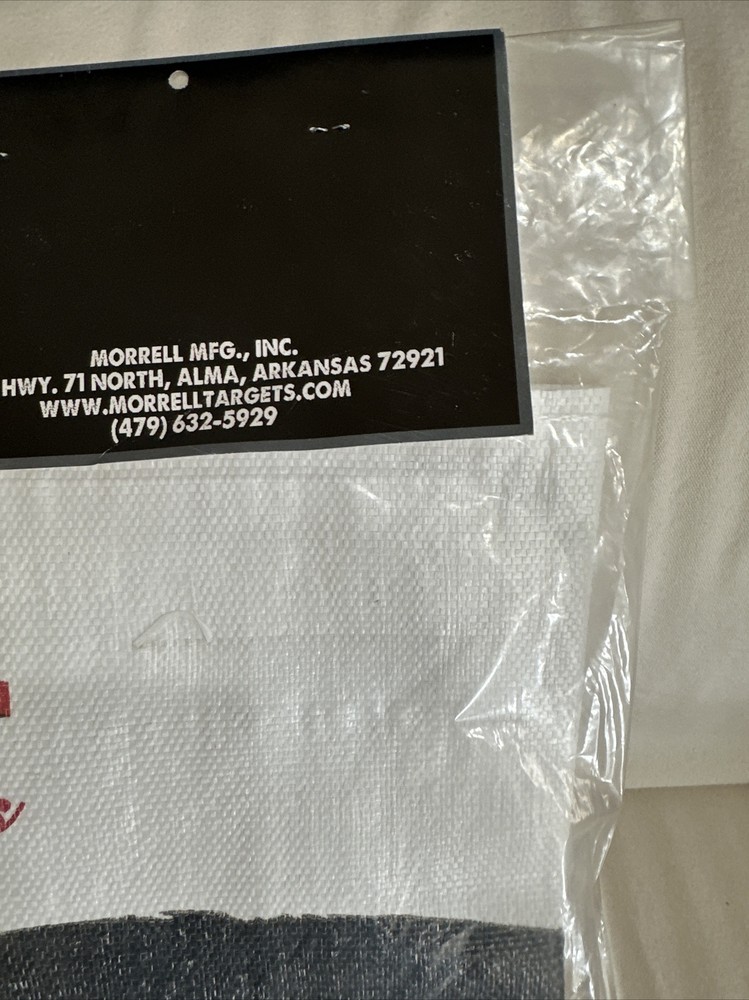 MORRELL MFG., INC.
HWY. 71 NORTH, ALMA, ARKANSAS 72921
WWW.MORRELLTARGETS.COM
(479) 632-5929